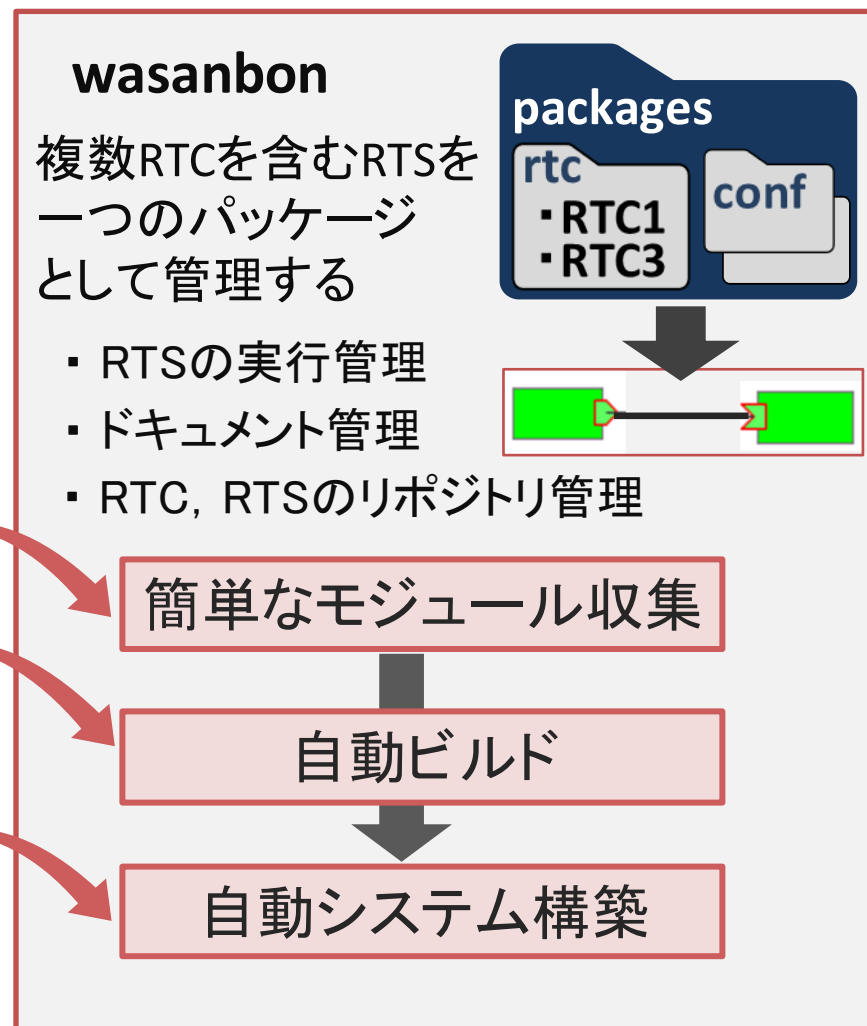 wasanbon
複数RTCを含むRTSを
一つのパッケージ
として管理する
packages
rtc
・RTC1
・RTC3
conf
・RTSの実行管理
・ドキュメント管理
・RTC, RTSのリポジトリ管理
簡単なモジュール収集
自動ビルド
自動システム構築